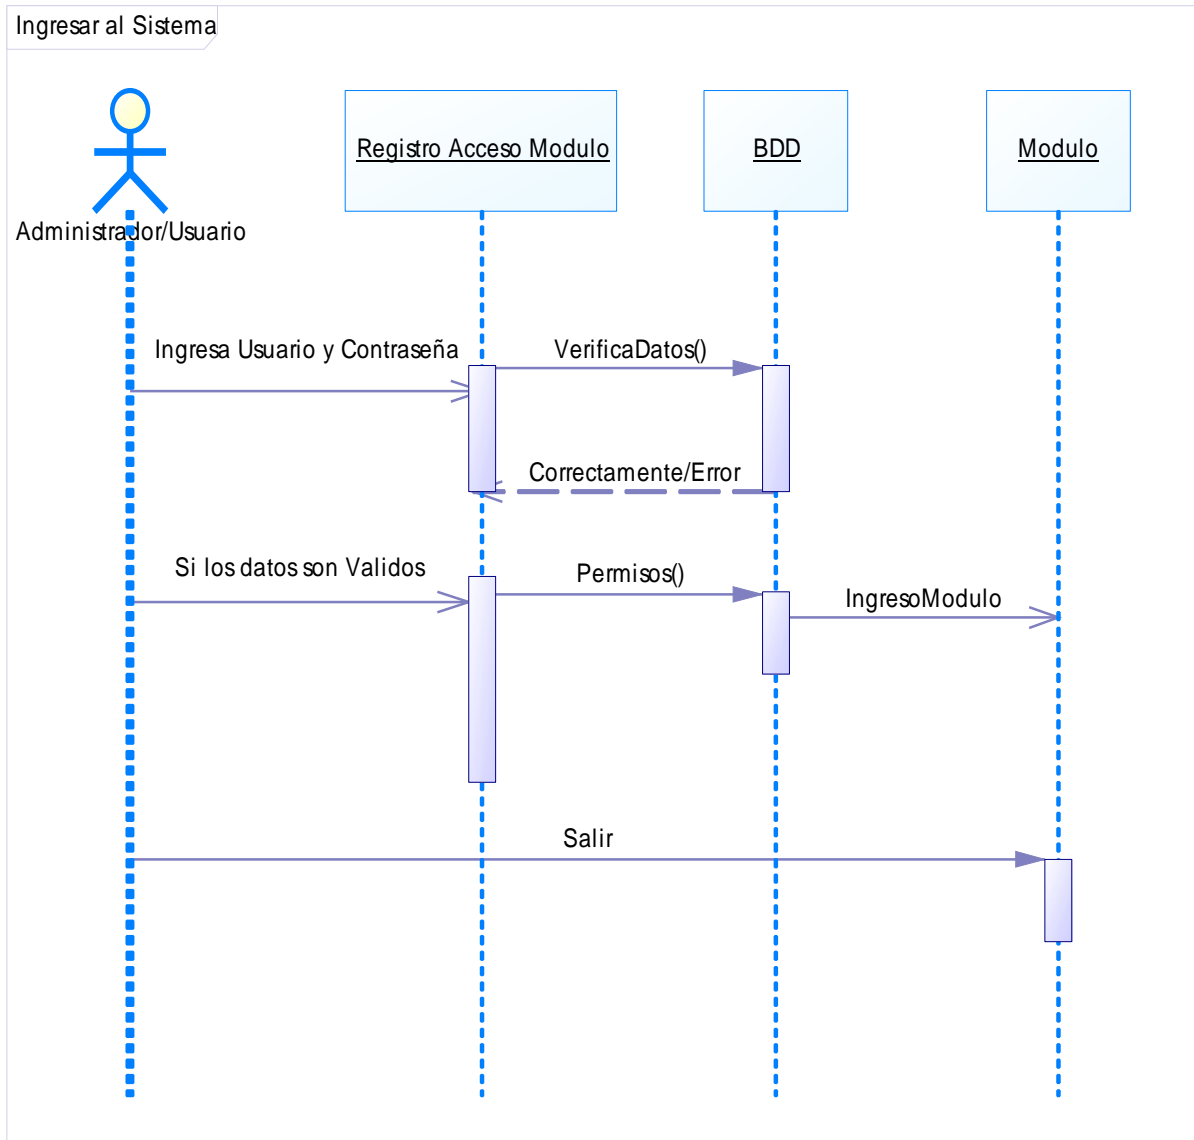 Ingresar al Sistema
Registro Acceso Modulo
BDD
Modulo
Administrador/Usuario
Ingresa Usuario y Contraseña
VerificaDatos()
Correctamente/Error
Si los datos son Validos
Permisos()
IngresoModulo
Salir